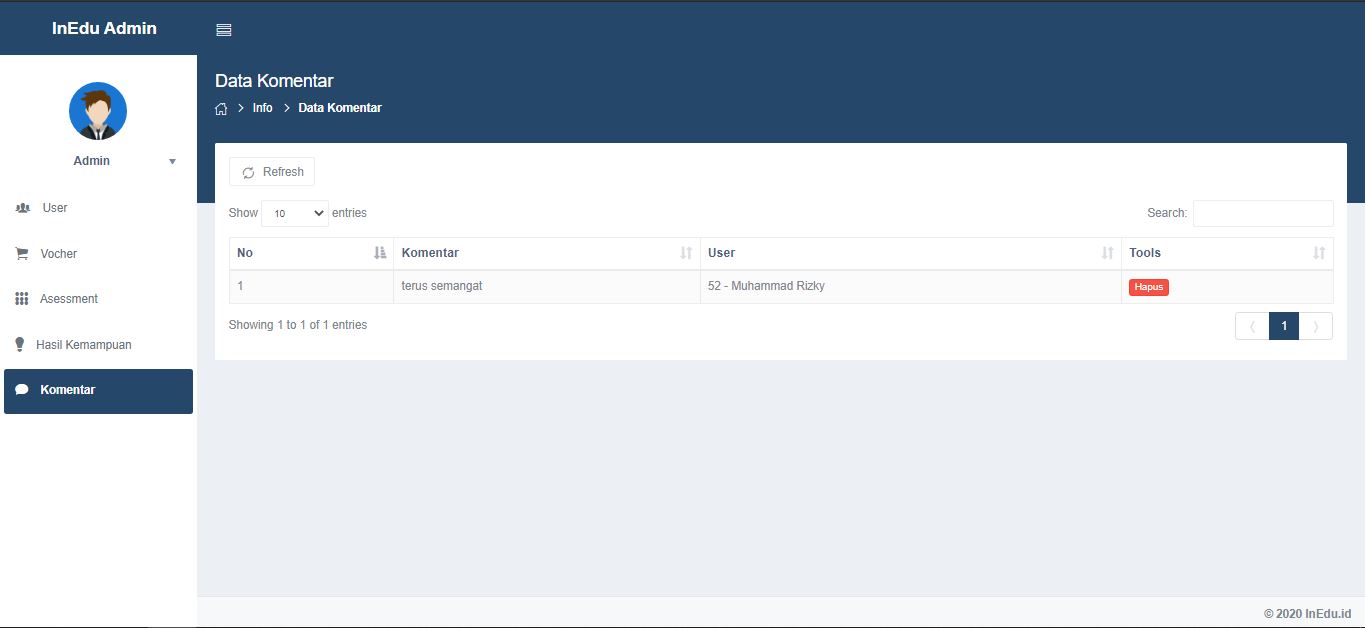 InEdu Admin
Data Komentar
Info Data Komentar
Admin
User
Vocher
Asessment
Hasil Kemampuan
Komentar
Refresh
Show 10 entries Search:
No Komentar User Tools
1 terus semangat 52 - Muhammad Rizky Hapus
Showing 1 to 1 of 1 entries 1
© 2020 InEdu.id